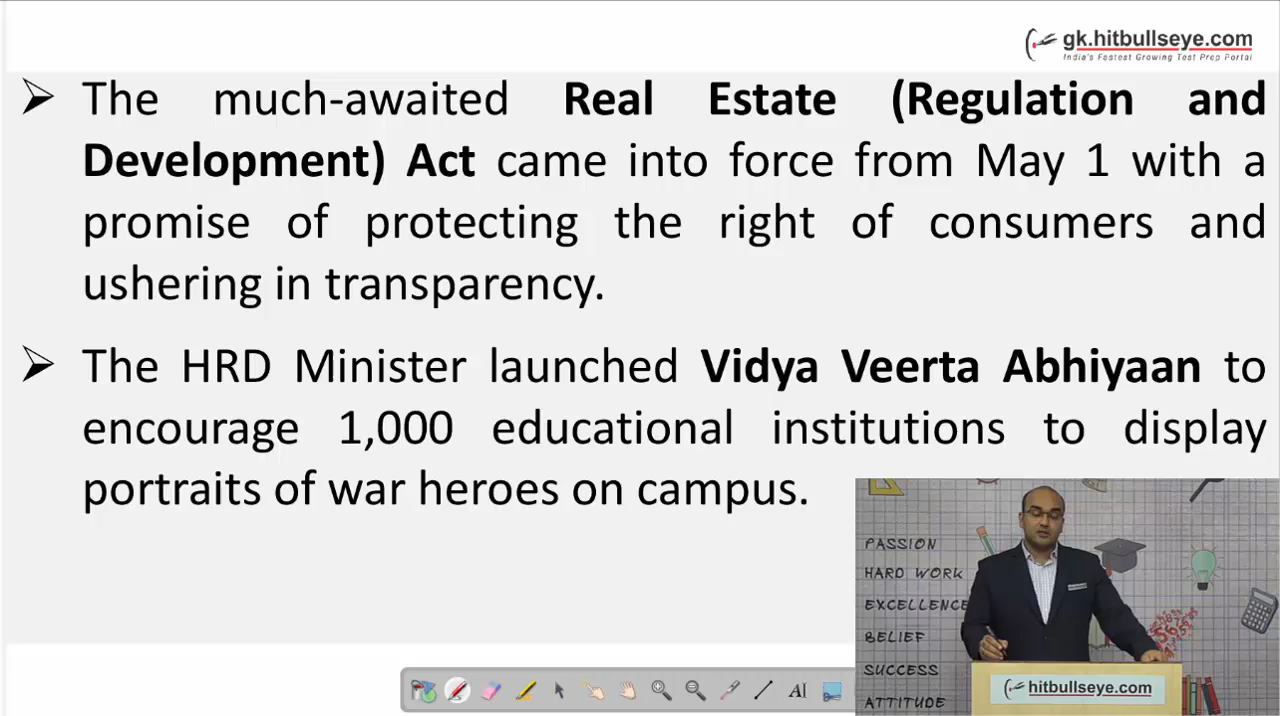 gk.hitbullseye.com
India's Fastest Growing Test Prep Portal
The much-awaited Real Estate (Regulation and
Development) Act came into force from May 1 with a
promise of protecting the right of consumers and
ushering in transparency.
The HRD Minister launched Vidya Veerta Abhiyaan to
encourage 1,000 educational institutions to display
portraits of war heroes on campus.
PASSION
HARD WORK
EXCELLENCE
BELIEF
SUCCESS
ATTITUDE
hitbullseye.com
AI